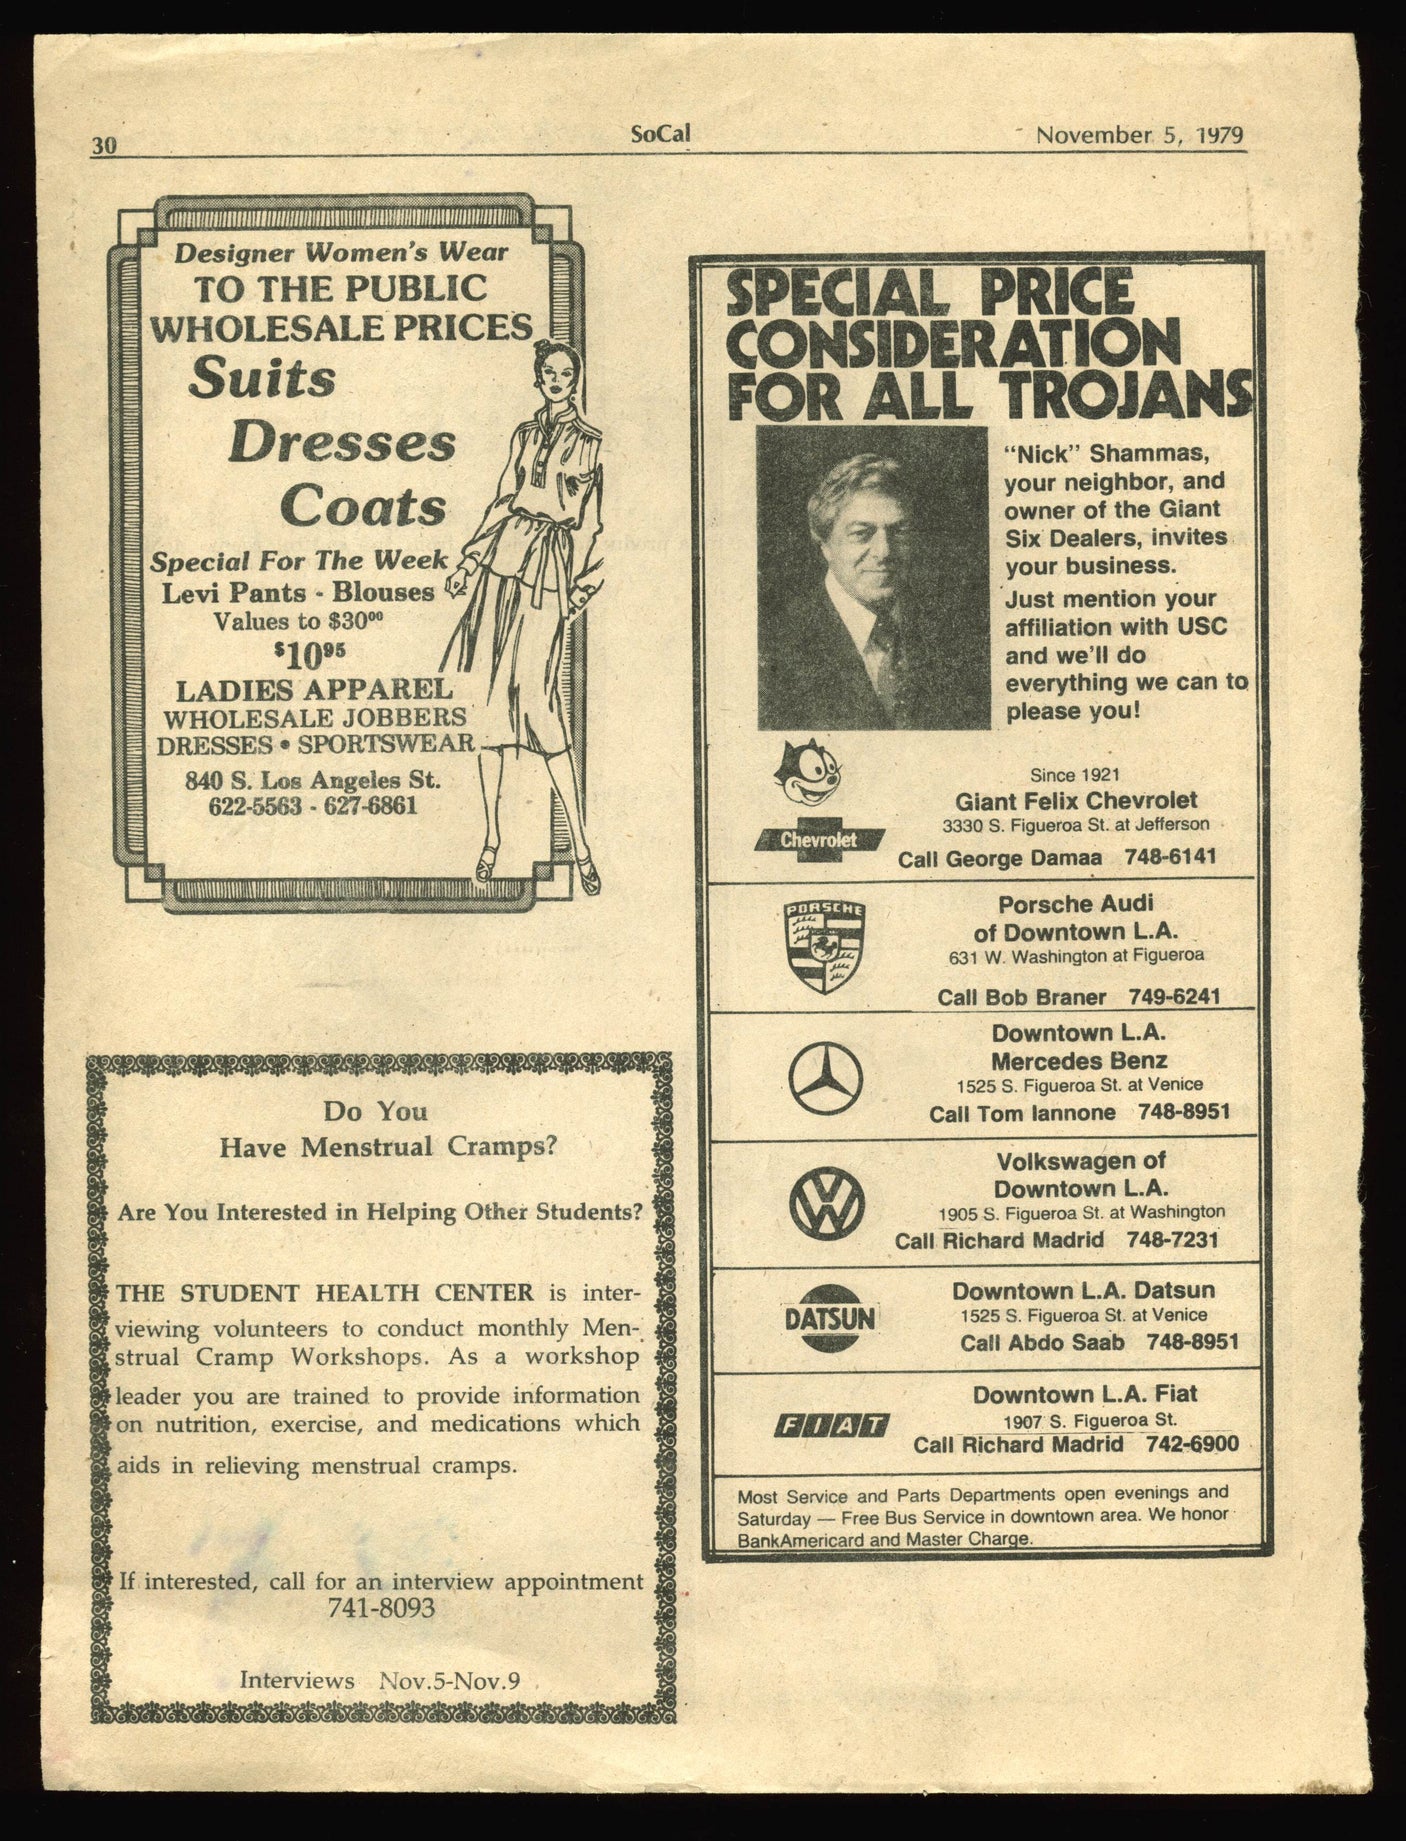 30
SoCal
November 5, 1979
Designer Women's Wear
TO THE PUBLIC
WHOLESALE PRICES
Suits
Dresses
Coats
Special For The Week
Levi Pants - Blouses
Values to $30⁰⁰
$10⁹⁵
LADIES APPAREL
WHOLESALE JOBBERS
DRESSES • SPORTSWEAR
840 S. Los Angeles St.
622-5563 - 627-6861
Do You
Have Menstrual Cramps?
Are You Interested in Helping Other Students?
THE STUDENT HEALTH CENTER is inter-
viewing volunteers to conduct monthly Men-
strual Cramp Workshops. As a workshop
leader you are trained to provide information
on nutrition, exercise, and medications which
aids in relieving menstrual cramps.
If interested, call for an interview appointment
741-8093
Interviews Nov.5-Nov.9
SPECIAL PRICE
CONSIDERATION
FOR ALL TROJANS
"Nick" Shammas,
your neighbor, and
owner of the Giant
Six Dealers, invites
your business.
Just mention your
affiliation with USC
and we'll do
everything we can to
please you!
Chevrolet
Since 1921
Giant Felix Chevrolet
3330 S. Figueroa St. at Jefferson
Call George Damaa 748-6141
PORSCHE
Porsche Audi
of Downtown L.A.
631 W. Washington at Figueroa
Call Bob Braner 749-6241
Downtown L.A.
Mercedes Benz
1525 S. Figueroa St. at Venice
Call Tom Iannone 748-8951
VW
Volkswagen of
Downtown L.A.
1905 S. Figueroa St. at Washington
Call Richard Madrid 748-7231
DATSUN
Downtown L.A. Datsun
1525 S. Figueroa St. at Venice
Call Abdo Saab 748-8951
FIAT
Downtown L.A. Fiat
1907 S. Figueroa St.
Call Richard Madrid 742-6900
Most Service and Parts Departments open evenings and
Saturday — Free Bus Service in downtown area. We honor
BankAmericard and Master Charge.